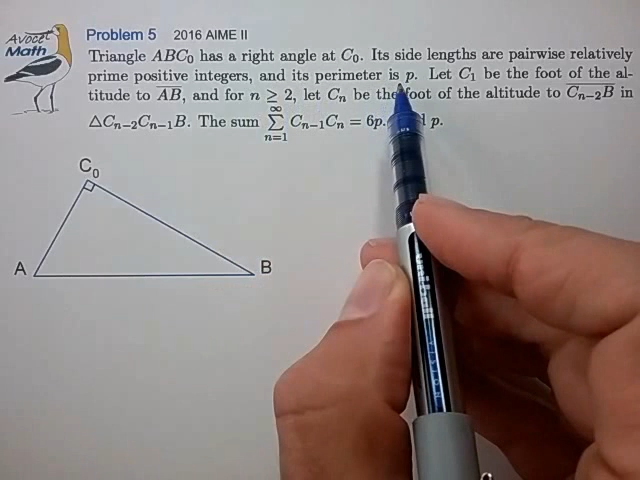 Avocet Math
Problem 5 2016 AIME II
Triangle ABC₀ has a right angle at C₀. Its side lengths are pairwise relatively
prime positive integers, and its perimeter is p. Let C₁ be the foot of the al-
titude to AB, and for n ≥ 2, let Cₙ be the foot of the altitude to Cₙ₋₂B in
△Cₙ₋₂Cₙ₋₁B. The sum ∞∑n=1 Cₙ₋₁Cₙ = 6p. p.
C₀
A
B
uni-ball